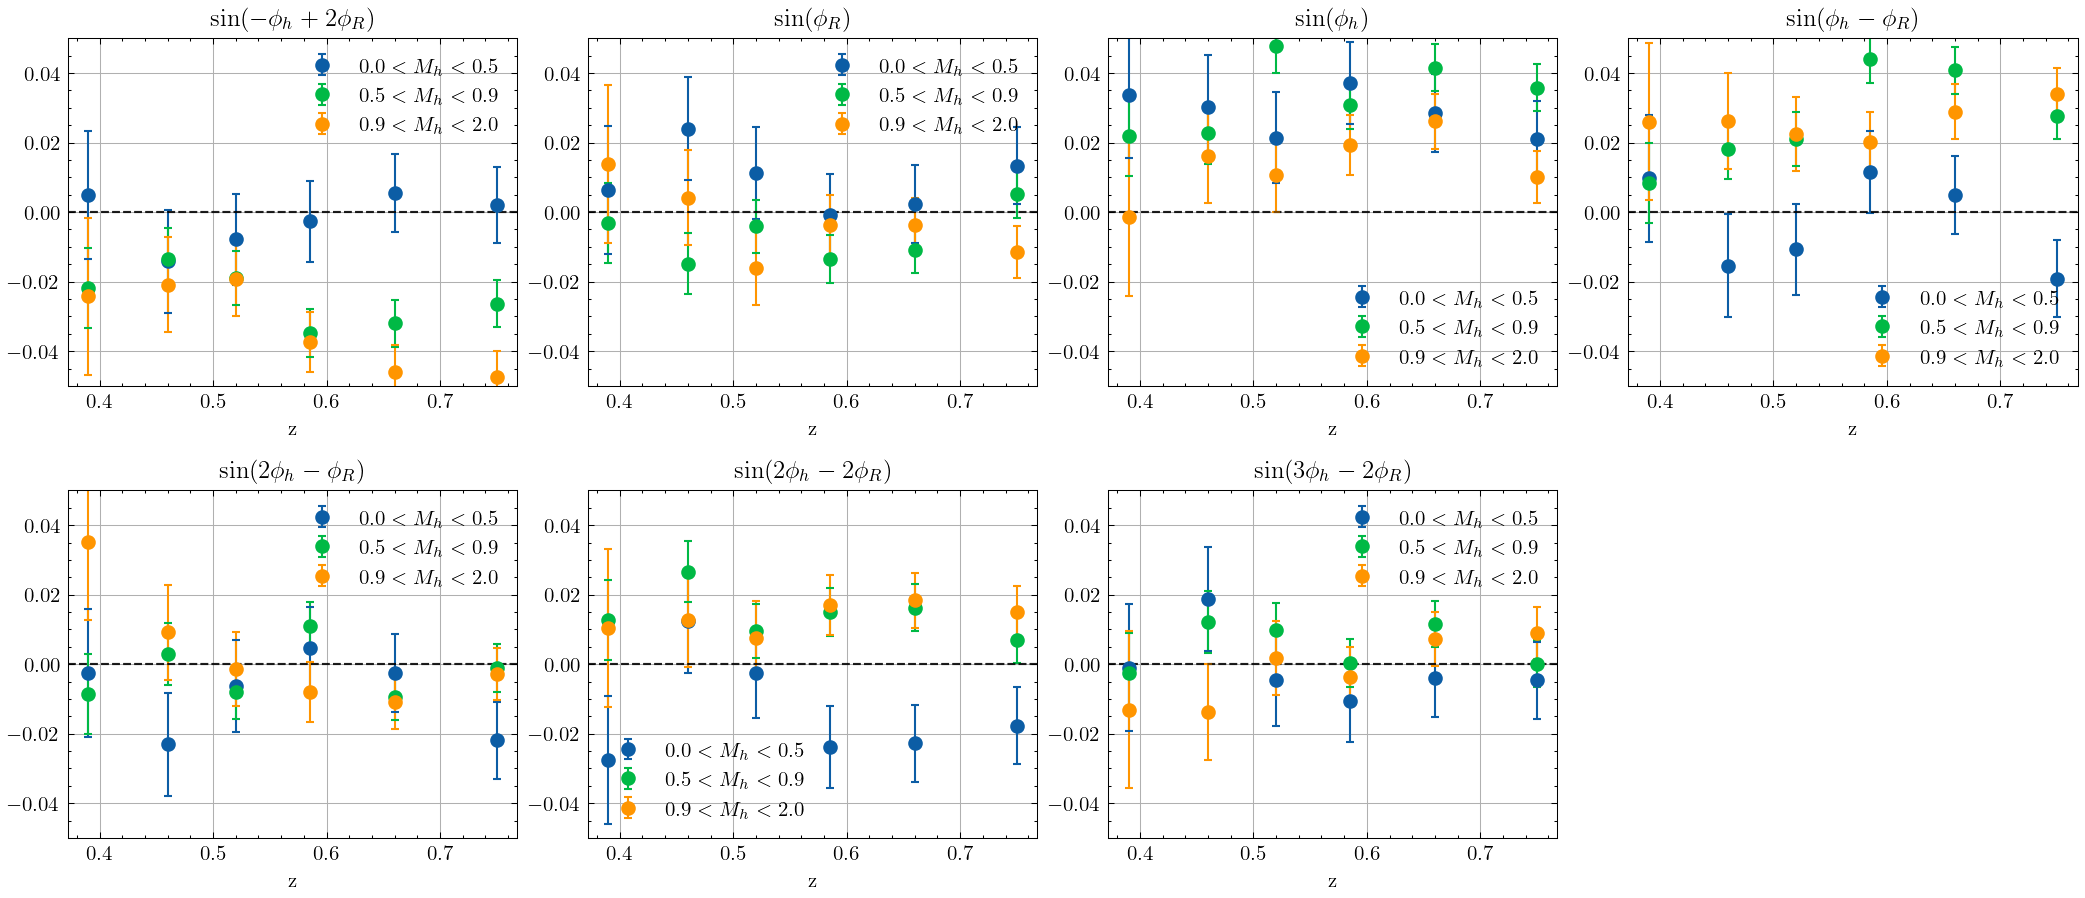 sin(−ϕ_h + 2ϕ_R)
0.04
0.02
0.00
−0.02
−0.04
0.0 < M_h < 0.5
0.5 < M_h < 0.9
0.9 < M_h < 2.0
0.4 0.5 0.6 0.7
z
sin(ϕ_R)
0.04
0.02
0.00
−0.02
−0.04
0.0 < M_h < 0.5
0.5 < M_h < 0.9
0.9 < M_h < 2.0
0.4 0.5 0.6 0.7
z
sin(ϕ_h)
0.04
0.02
0.00
−0.02
−0.04
0.0 < M_h < 0.5
0.5 < M_h < 0.9
0.9 < M_h < 2.0
0.4 0.5 0.6 0.7
z
sin(ϕ_h − ϕ_R)
0.04
0.02
0.00
−0.02
−0.04
0.0 < M_h < 0.5
0.5 < M_h < 0.9
0.9 < M_h < 2.0
0.4 0.5 0.6 0.7
z
sin(2ϕ_h − ϕ_R)
0.04
0.02
0.00
−0.02
−0.04
0.0 < M_h < 0.5
0.5 < M_h < 0.9
0.9 < M_h < 2.0
0.4 0.5 0.6 0.7
z
sin(2ϕ_h − 2ϕ_R)
0.04
0.02
0.00
−0.02
−0.04
0.0 < M_h < 0.5
0.5 < M_h < 0.9
0.9 < M_h < 2.0
0.4 0.5 0.6 0.7
z
sin(3ϕ_h − 2ϕ_R)
0.04
0.02
0.00
−0.02
−0.04
0.0 < M_h < 0.5
0.5 < M_h < 0.9
0.9 < M_h < 2.0
0.4 0.5 0.6 0.7
z